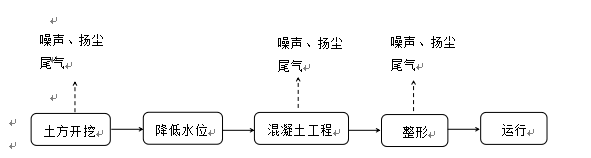 噪声、扬尘
尾气
噪声、扬尘
尾气
噪声、扬尘
尾气
土方开挖
降低水位
混凝土工程
整形
运行